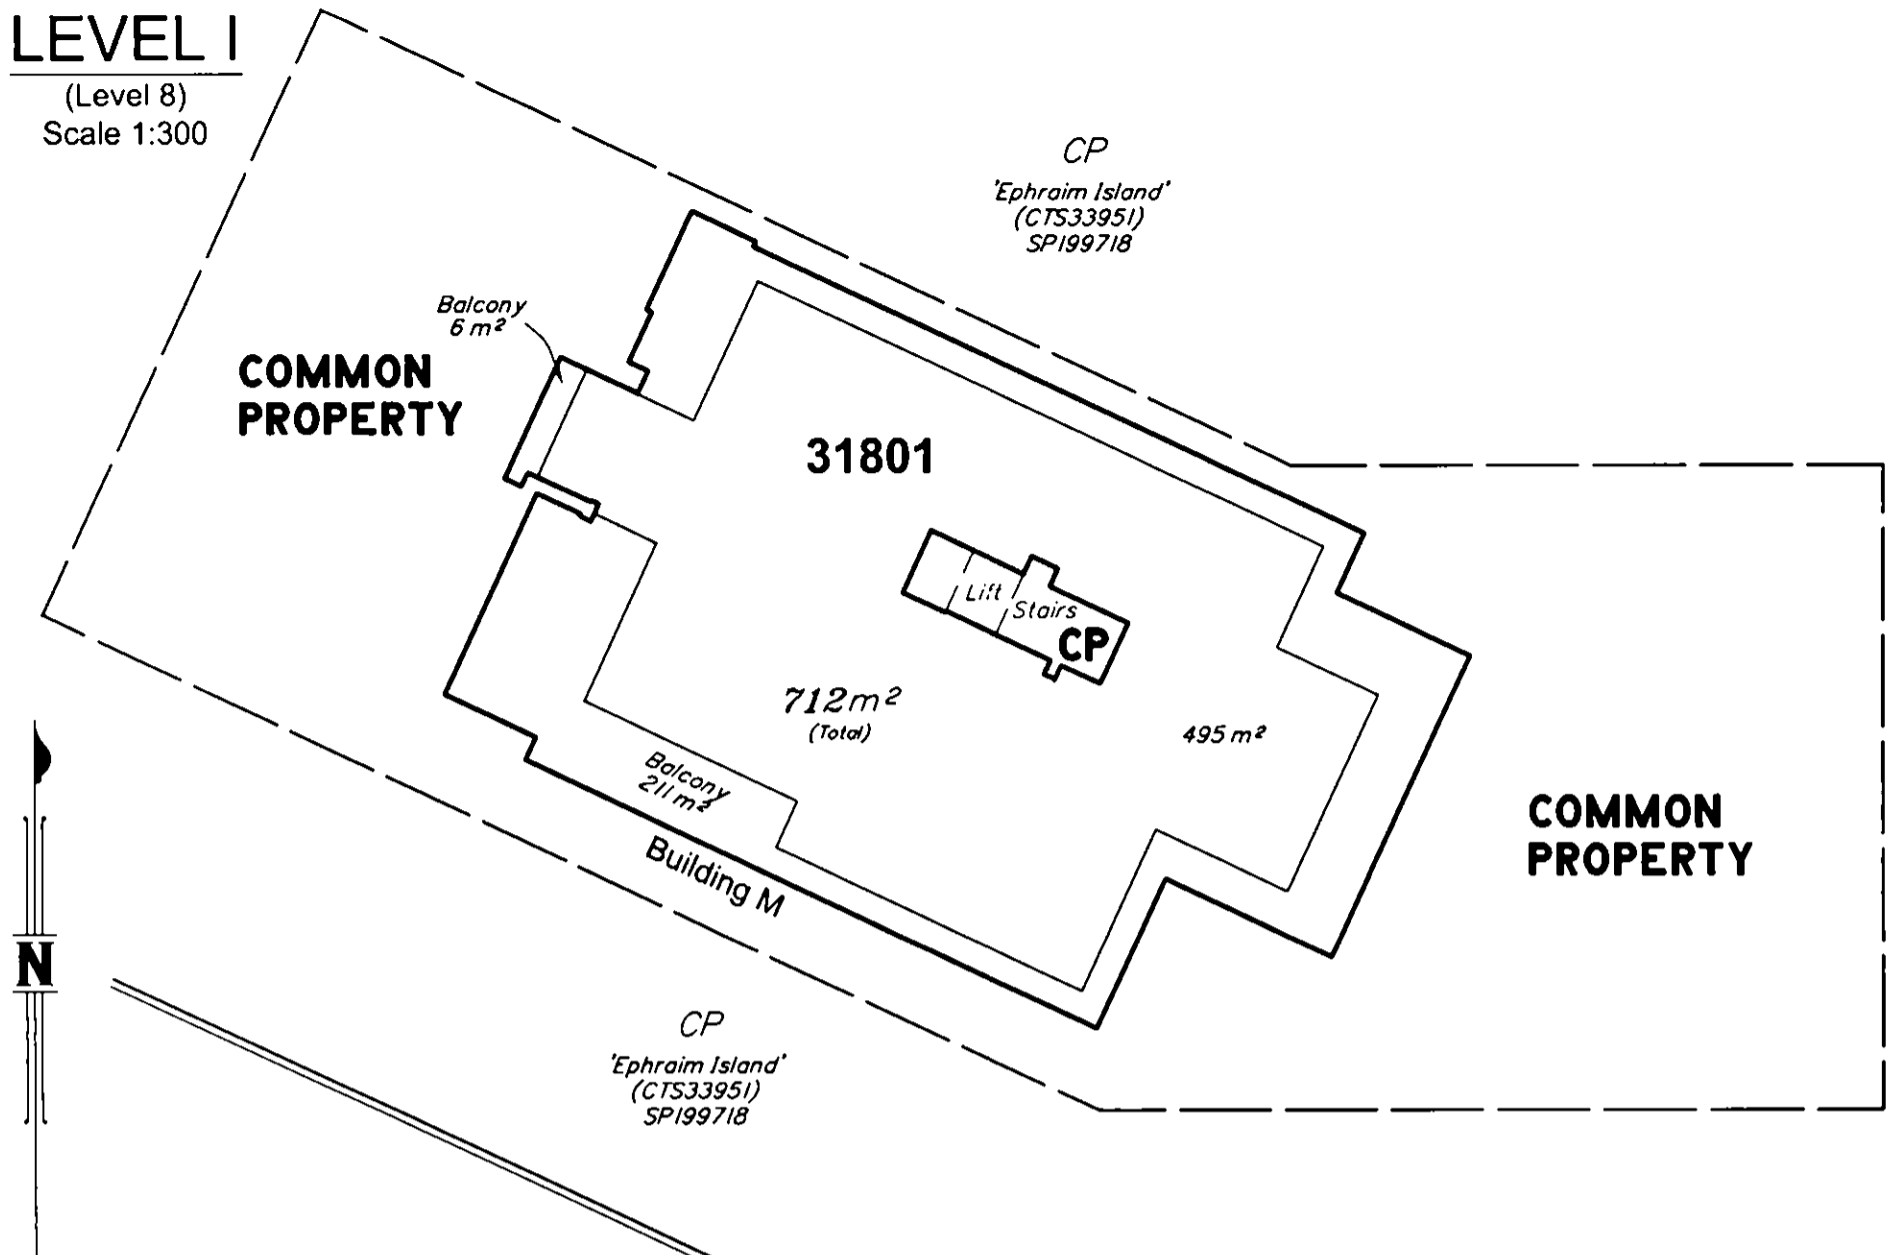 LEVEL I
(Level 8)
Scale 1:300
CP
'Ephraim Island'
(CTS33951)
SP199718
Balcony
6 m²
COMMON
PROPERTY
31801
Lift
Stairs
CP
712m²
(Total)
495 m²
Balcony
211 m²
Building M
COMMON
PROPERTY
N
CP
'Ephraim Island'
(CTS33951)
SP199718